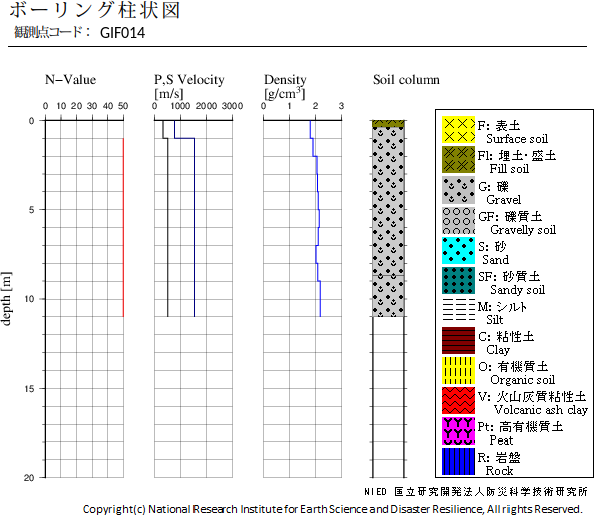 ボーリング柱状図
観測点コード： GIF014
N−Value P,S Velocity Density Soil column
[m/s] [g/cm³]
0 10 20 30 40 50 0 1000 2000 3000 0 1 2 3
0
5
10
15
20
depth [m]
F: 表土
Surface soil
Fl: 埋土・盛土
Fill soil
G: 礫
Gravel
GF: 礫質土
Gravelly soil
S: 砂
Sand
SF: 砂質土
Sandy soil
M: シルト
Silt
C: 粘性土
Clay
O: 有機質土
Organic soil
V: 火山灰質粘性土
Volcanic ash clay
Pt: 高有機質土
Peat
R: 岩盤
Rock
NIED 国立研究開発法人防災科学技術研究所
Copyright(c) National Research Institute for Earth Science and Disaster Resilience, All rights Reserved.